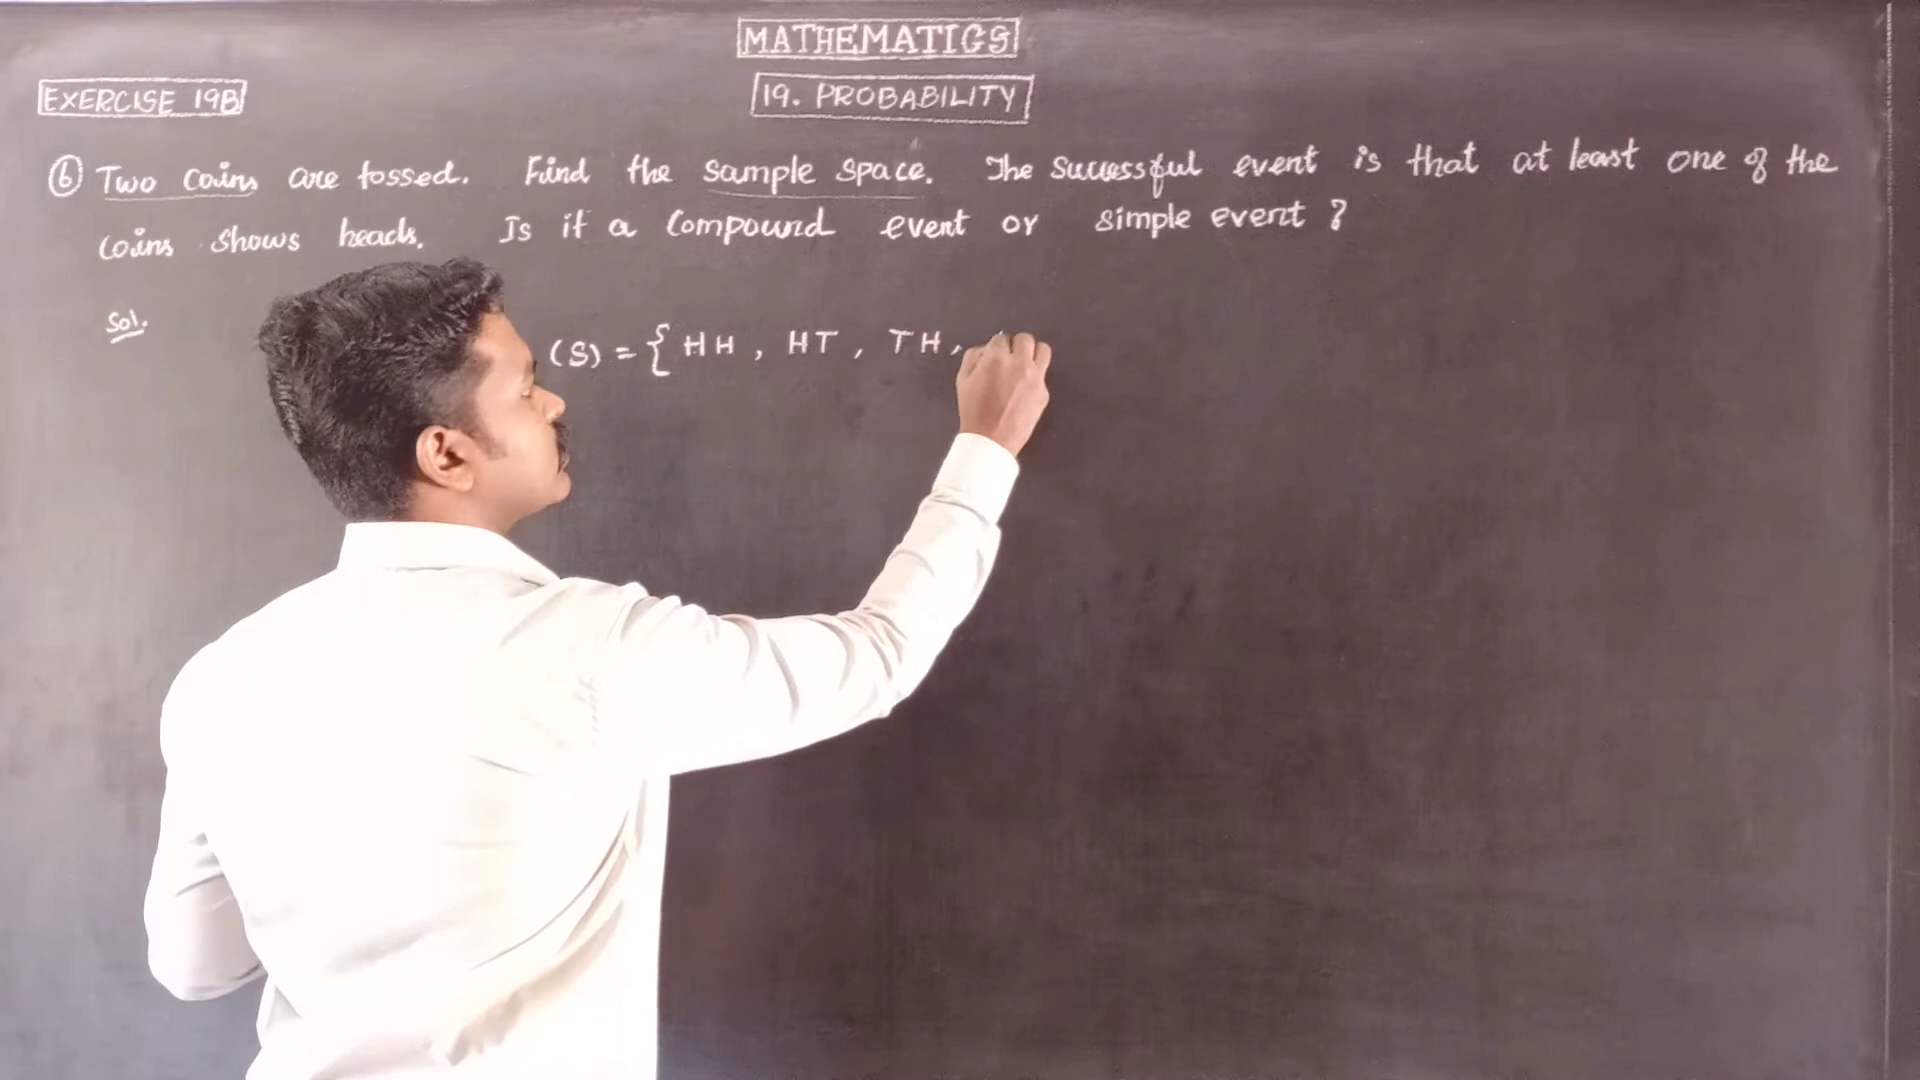 MATHEMATICS
EXERCISE 19B
19. PROBABILITY
6 Two coins are tossed. Find the sample space. The successful event is that at least one of the
coins shows heads. Is it a compound event or simple event ?
Sol.
(S) = { HH , HT , TH ,